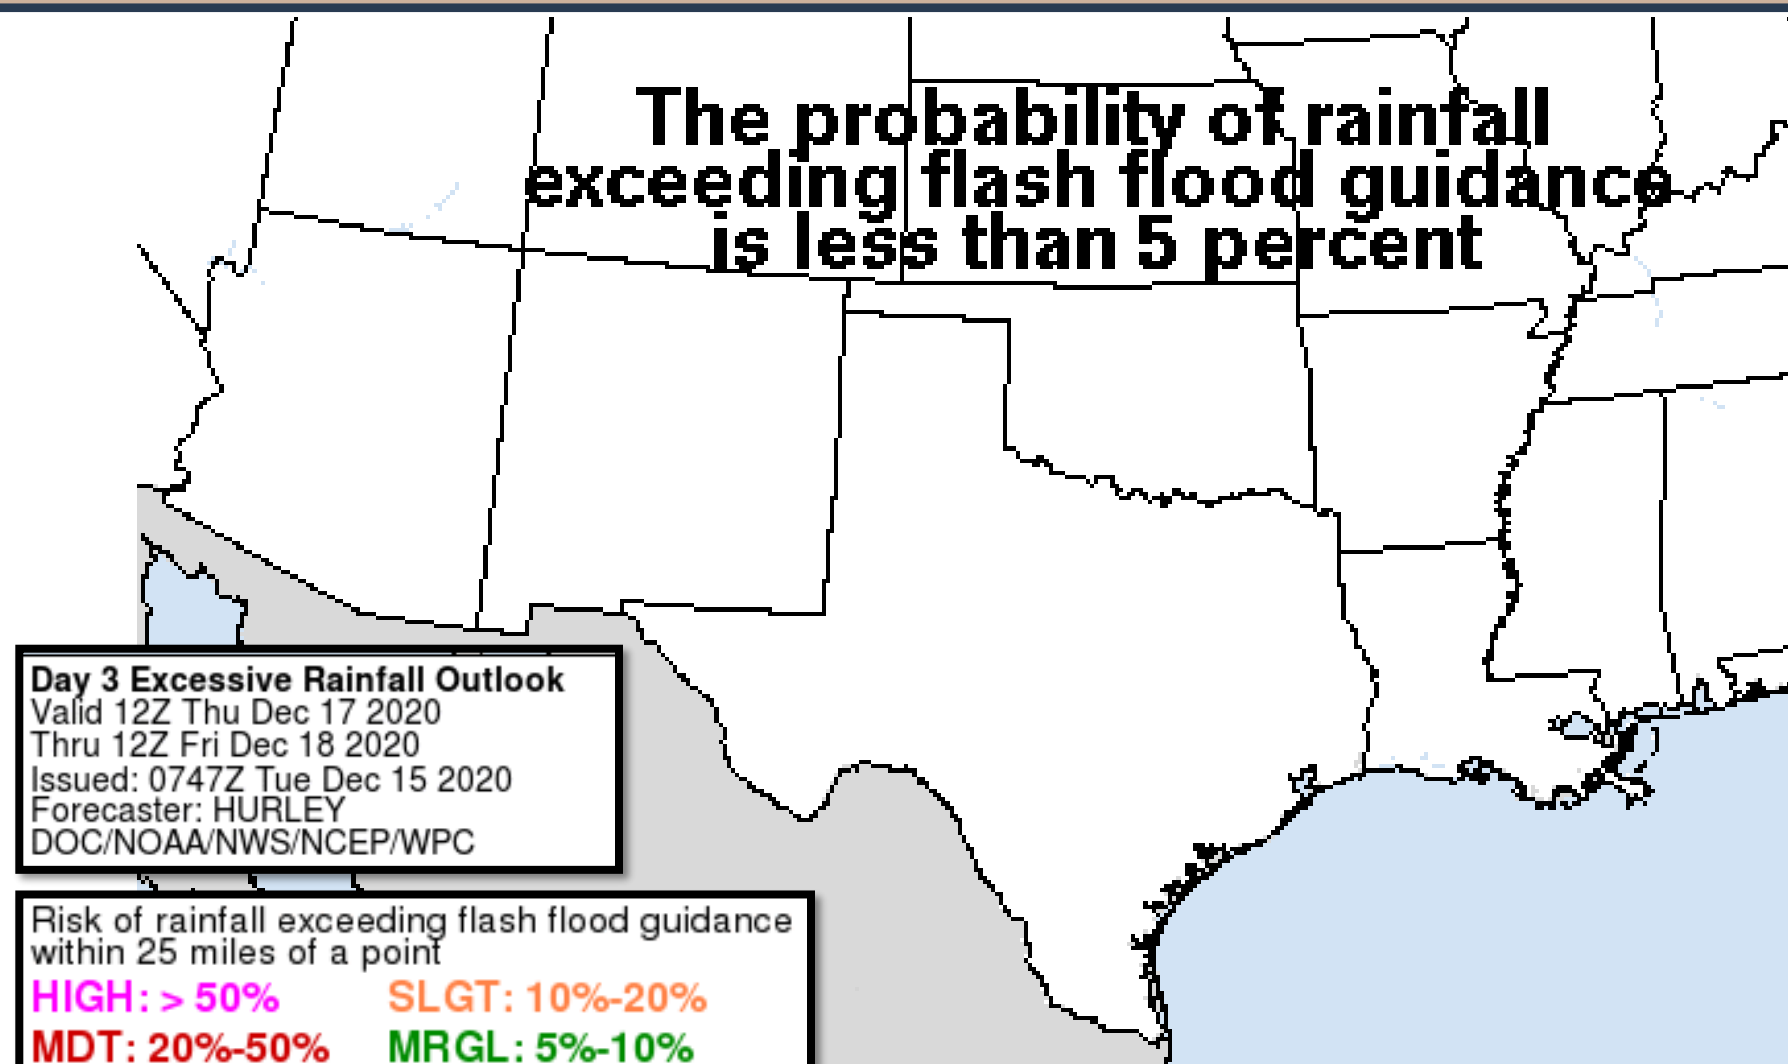 The probability of rainfall
exceeding flash flood guidance
is less than 5 percent
Day 3 Excessive Rainfall Outlook
Valid 12Z Thu Dec 17 2020
Thru 12Z Fri Dec 18 2020
Issued: 0747Z Tue Dec 15 2020
Forecaster: HURLEY
DOC/NOAA/NWS/NCEP/WPC
Risk of rainfall exceeding flash flood guidance
within 25 miles of a point
HIGH: > 50% SLGT: 10%-20%
MDT: 20%-50% MRGL: 5%-10%